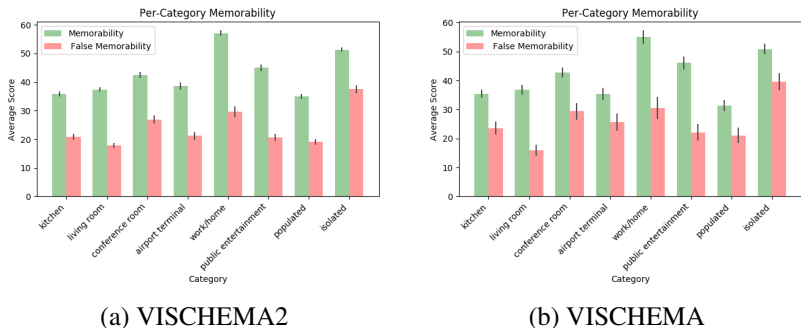 Per-Category Memorability
Memorability
False Memorability
Average Score
60
50
40
30
20
10
0
kitchen
living room
conference room
airport terminal
work/home
public entertainment
populated
isolated
Category
(a) VISCHEMA2
Per-Category Memorability
Memorability
False Memorability
Average Score
60
50
40
30
20
10
0
kitchen
living room
conference room
airport terminal
work/home
public entertainment
populated
isolated
Category
(b) VISCHEMA